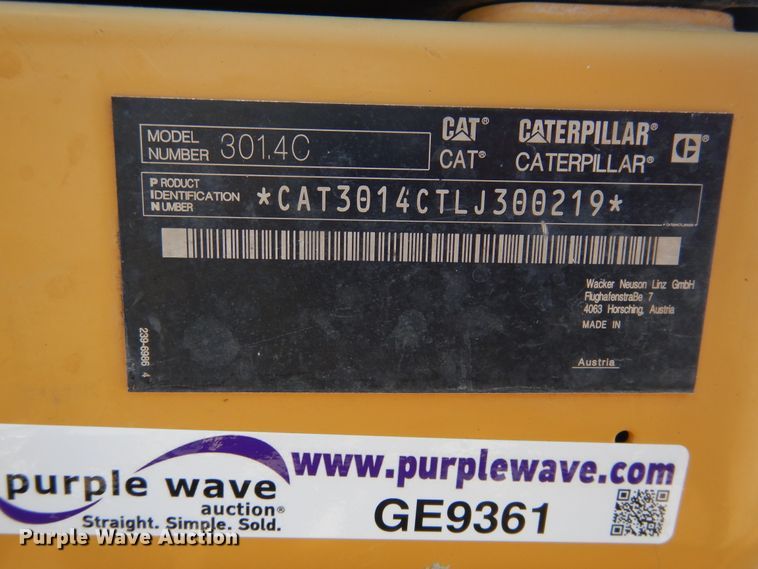 MODEL
NUMBER 301.4C
CAT® CATERPILLAR® C
CAT® CATERPILLAR®
PRODUCT
IDENTIFICATION
NUMBER
*CAT3014CTLJ300219*
Wacker Neuson Linz GmbH
Flughafenstraße 7
4063 Horsching, Austria
MADE IN
Austria
239-6986 4
purple wave
auction®
Straight. Simple. Sold.
www.purplewave.com
GE9361
Purple Wave Auction